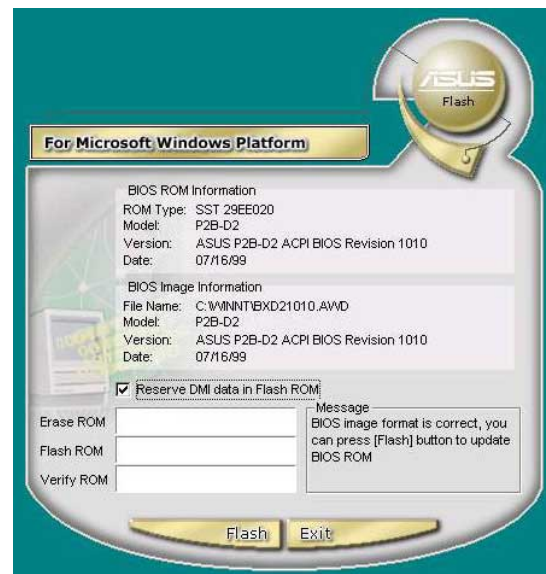 ASUS
Flash
For Microsoft Windows Platform
BIOS ROM Information
ROM Type: SST 29EE020
Model: P2B-D2
Version: ASUS P2B-D2 ACPI BIOS Revision 1010
Date: 07/16/99
BIOS Image Information
File Name: C:\WINNT\BXD21010.AWD
Model: P2B-D2
Version: ASUS P2B-D2 ACPI BIOS Revision 1010
Date: 07/16/99
Reserve DMI data in Flash ROM
Erase ROM
Flash ROM
Verify ROM
Message
BIOS image format is correct, you
can press [Flash] button to update
BIOS ROM
Flash
Exit